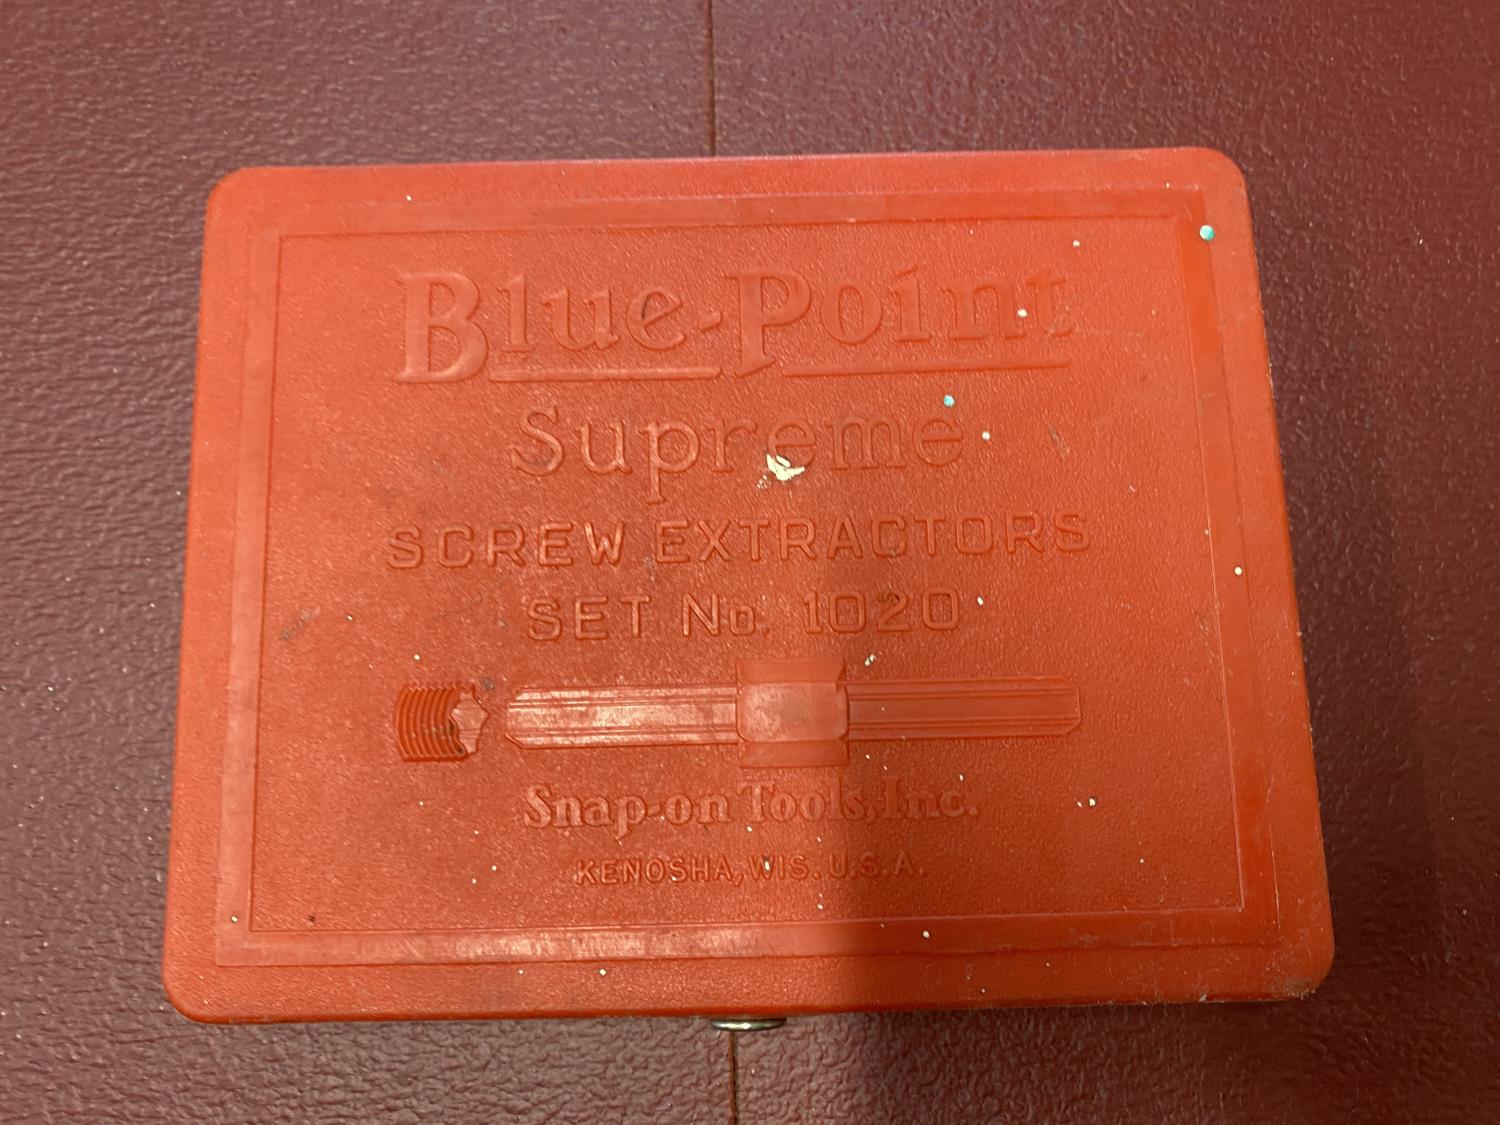 Blue-Point
Supreme
SCREW EXTRACTORS
SET No. 1020
Snap-on Tools, Inc.
KENOSHA, WIS. U.S.A.